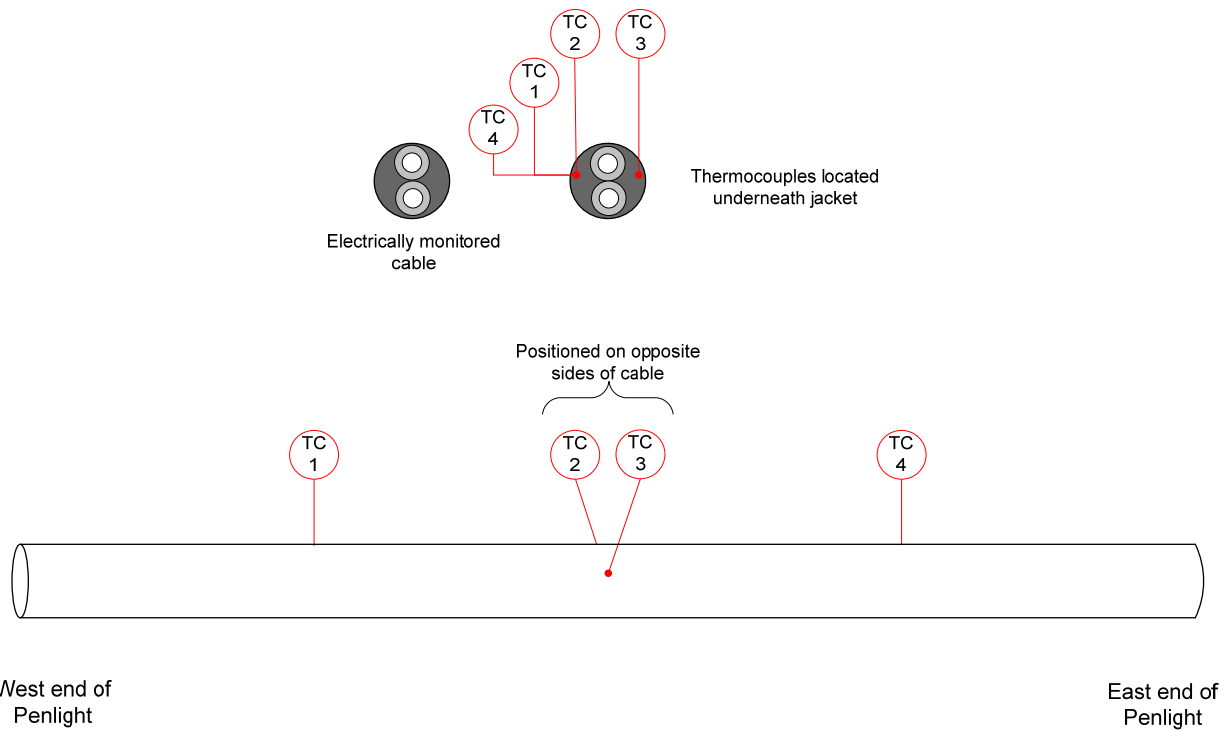 TC
2
TC
3
TC
1
TC
4
Thermocouples located
underneath jacket
Electrically monitored
cable
Positioned on opposite
sides of cable
TC
1
TC
2
TC
3
TC
4
West end of
Penlight
East end of
Penlight